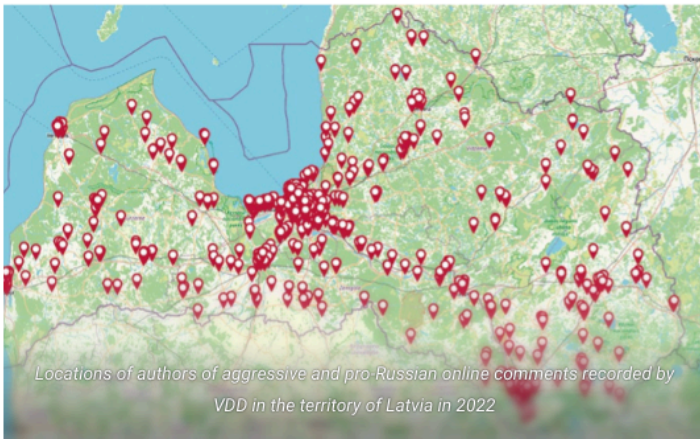 Locations of authors of aggressive and pro-Russian online comments recorded by
VDD in the territory of Latvia in 2022